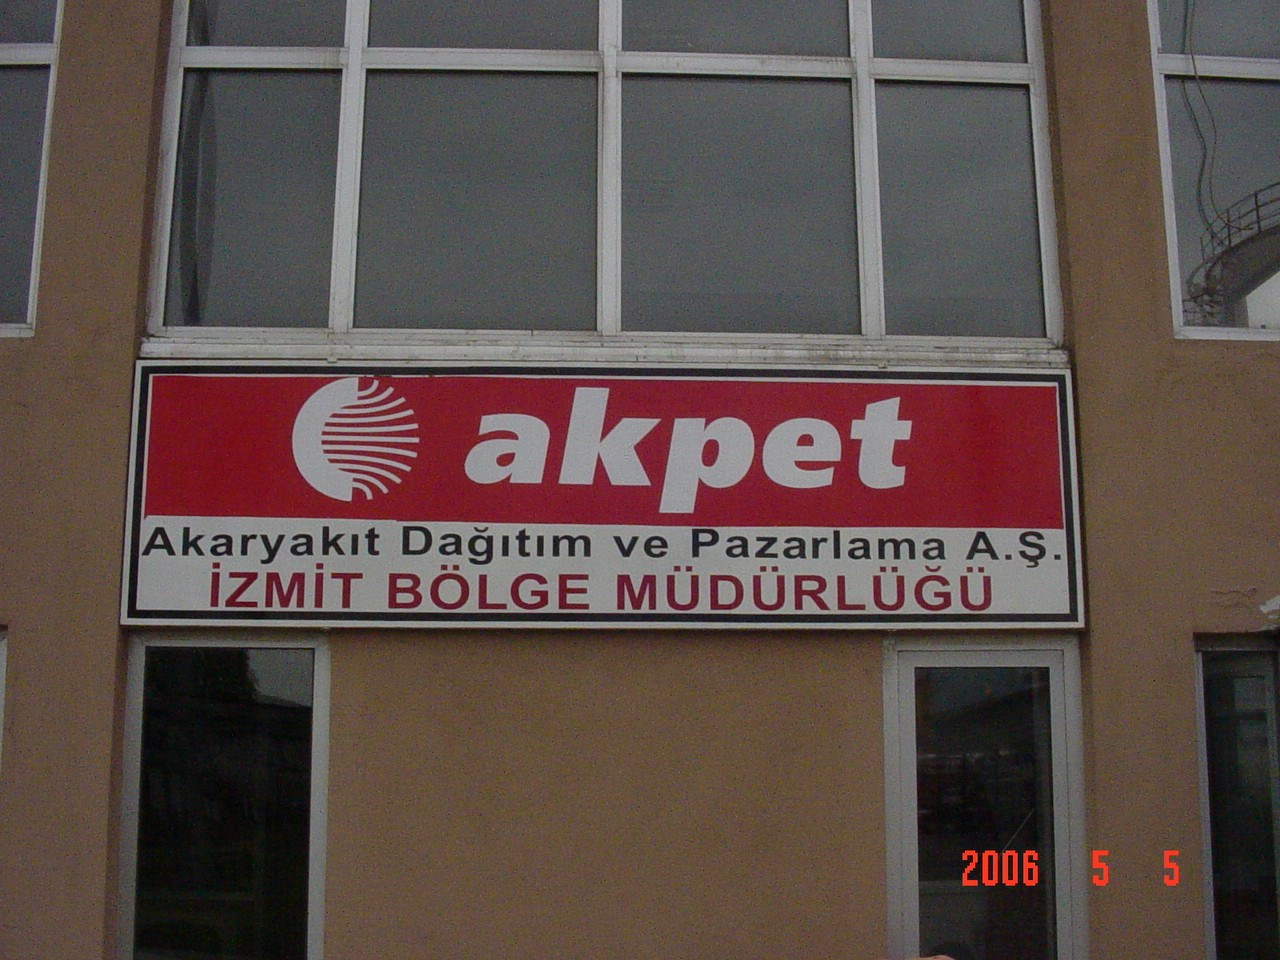 akpet
Akaryakıt Dağıtım ve Pazarlama A.Ş.
İZMİT BÖLGE MÜDÜRLÜĞÜ
2006 5 5